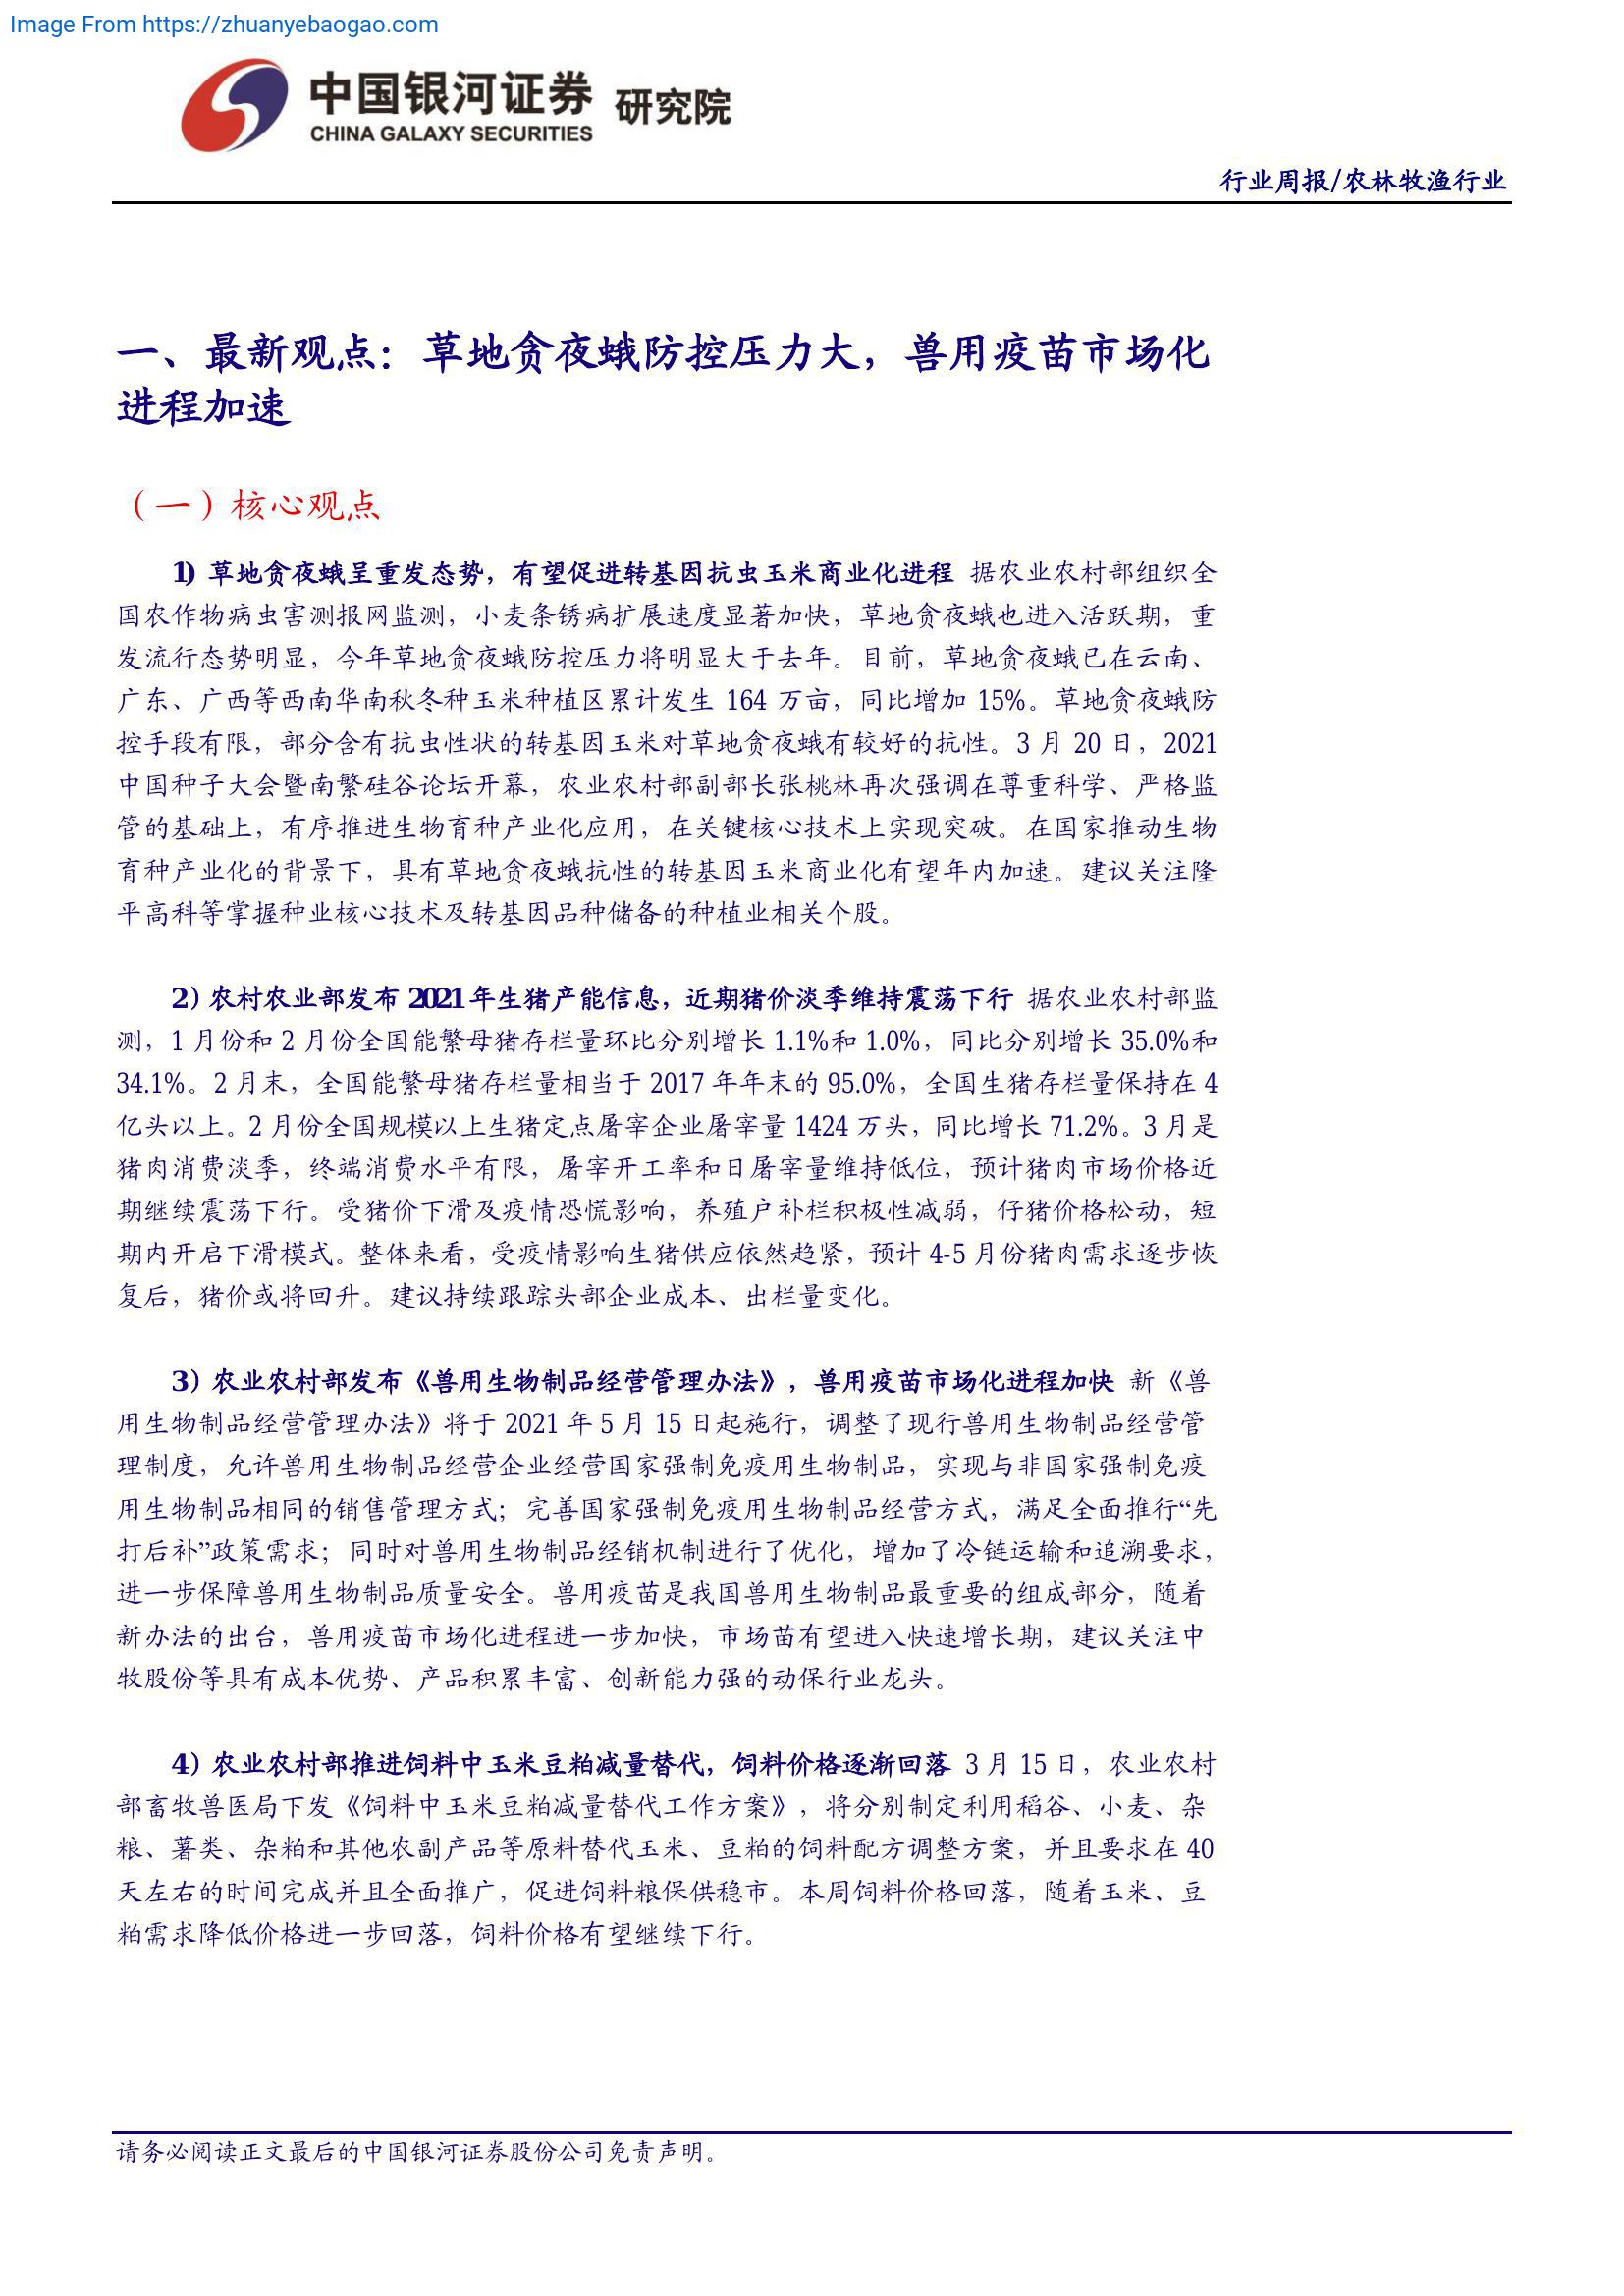 Image From https://zhuanyebaogao.com
中国银河证券 研究院
CHINA GALAXY SECURITIES
行业周报/农林牧渔行业
一、最新观点：草地贪夜蛾防控压力大，兽用疫苗市场化
进程加速
（一）核心观点
1) 草地贪夜蛾呈重发态势，有望促进转基因抗虫玉米商业化进程 据农业农村部组织全
国农作物病虫害测报网监测，小麦条锈病扩展速度显著加快，草地贪夜蛾也进入活跃期，重
发流行态势明显，今年草地贪夜蛾防控压力将明显大于去年。目前，草地贪夜蛾已在云南、
广东、广西等西南华南秋冬种玉米种植区累计发生 164 万亩，同比增加 15%。草地贪夜蛾防
控手段有限，部分含有抗虫性状的转基因玉米对草地贪夜蛾有较好的抗性。3 月 20 日，2021
中国种子大会暨南繁硅谷论坛开幕，农业农村部副部长张桃林再次强调在尊重科学、严格监
管的基础上，有序推进生物育种产业化应用，在关键核心技术上实现突破。在国家推动生物
育种产业化的背景下，具有草地贪夜蛾抗性的转基因玉米商业化有望年内加速。建议关注隆
平高科等掌握种业核心技术及转基因品种储备的种植业相关个股。
2）农村农业部发布 2021 年生猪产能信息，近期猪价淡季维持震荡下行 据农业农村部监
测，1 月份和 2 月份全国能繁母猪存栏量环比分别增长 1.1%和 1.0%，同比分别增长 35.0%和
34.1%。2 月末，全国能繁母猪存栏量相当于 2017 年年末的 95.0%，全国生猪存栏量保持在 4
亿头以上。2 月份全国规模以上生猪定点屠宰企业屠宰量 1424 万头，同比增长 71.2%。3 月是
猪肉消费淡季，终端消费水平有限，屠宰开工率和日屠宰量维持低位，预计猪肉市场价格近
期继续震荡下行。受猪价下滑及疫情恐慌影响，养殖户补栏积极性减弱，仔猪价格松动，短
期内开启下滑模式。整体来看，受疫情影响生猪供应依然趋紧，预计 4-5 月份猪肉需求逐步恢
复后，猪价或将回升。建议持续跟踪头部企业成本、出栏量变化。
3）农业农村部发布《兽用生物制品经营管理办法》，兽用疫苗市场化进程加快 新《兽
用生物制品经营管理办法》将于 2021 年 5 月 15 日起施行，调整了现行兽用生物制品经营管
理制度，允许兽用生物制品经营企业经营国家强制免疫用生物制品，实现与非国家强制免疫
用生物制品相同的销售管理方式；完善国家强制免疫用生物制品经营方式，满足全面推行“先
打后补”政策需求；同时对兽用生物制品经销机制进行了优化，增加了冷链运输和追溯要求，
进一步保障兽用生物制品质量安全。兽用疫苗是我国兽用生物制品最重要的组成部分，随着
新办法的出台，兽用疫苗市场化进程进一步加快，市场苗有望进入快速增长期，建议关注中
牧股份等具有成本优势、产品积累丰富、创新能力强的动保行业龙头。
4）农业农村部推进饲料中玉米豆粕减量替代，饲料价格逐渐回落 3 月 15 日，农业农村
部畜牧兽医局下发《饲料中玉米豆粕减量替代工作方案》，将分别制定利用稻谷、小麦、杂
粮、薯类、杂粕和其他农副产品等原料替代玉米、豆粕的饲料配方调整方案，并且要求在 40
天左右的时间完成并且全面推广，促进饲料粮保供稳市。本周饲料价格回落，随着玉米、豆
粕需求降低价格进一步回落，饲料价格有望继续下行。
请务必阅读正文最后的中国银河证券股份公司免责声明。